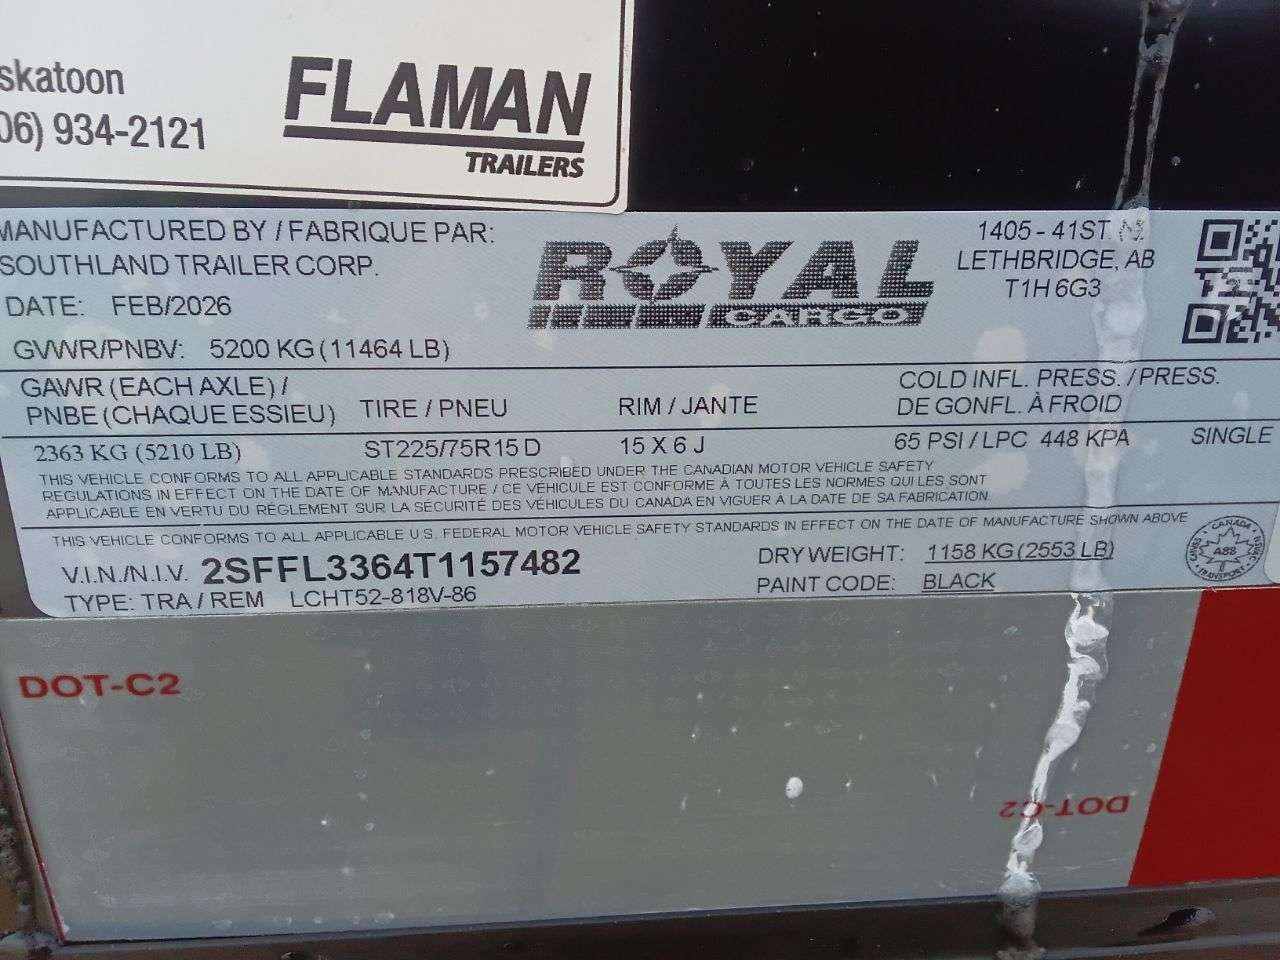 skatoon
06) 934-2121
FLAMAN
TRAILERS
MANUFACTURED BY / FABRIQUE PAR:
SOUTHLAND TRAILER CORP.
DATE: FEB/2026
ROYAL
CARGO
1405 - 41ST N
LETHBRIDGE, AB
T1H 6G3
GVWR/PNBV: 5200 KG (11464 LB)
GAWR (EACH AXLE) /
PNBE (CHAQUE ESSIEU)
TIRE / PNEU
RIM / JANTE
COLD INFL. PRESS. / PRESS.
DE GONFL. À FROID
2363 KG (5210 LB) ST225/75R15 D 15 X 6 J 65 PSI / LPC 448 KPA SINGLE
THIS VEHICLE CONFORMS TO ALL APPLICABLE STANDARDS PRESCRIBED UNDER THE CANADIAN MOTOR VEHICLE SAFETY
REGULATIONS IN EFFECT ON THE DATE OF MANUFACTURE / CE VÉHICULE EST CONFORME À TOUTES LES NORMES QUI LES SONT
APPLICABLE EN VERTU DU RÈGLEMENT SUR LA SÉCURITÉ DES VÉHICULES DU CANADA EN VIGUER À LA DATE DE SA FABRICATION.
THIS VEHICLE CONFORMS TO ALL APPLICABLE U.S. FEDERAL MOTOR VEHICLE SAFETY STANDARDS IN EFFECT ON THE DATE OF MANUFACTURE SHOWN ABOVE
V.I.N./N.I.V. 2SFFL3364T1157482
TYPE: TRA / REM LCHT52-818V-86
DRY WEIGHT: 1158 KG (2553 LB)
PAINT CODE: BLACK
CANADA
488
TRANSPORT
DOT-C2
DOT-C2